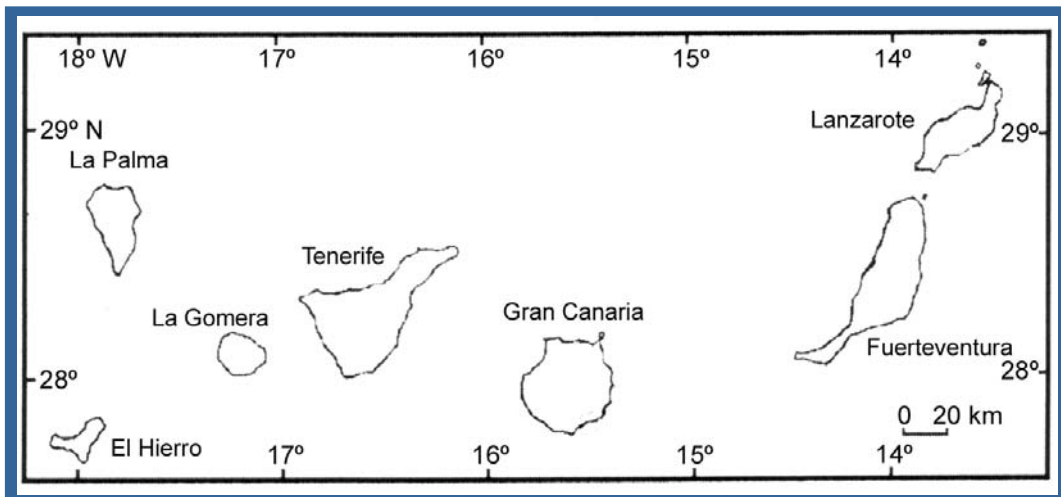 18º W 17º 16º 15º 14º
29º N
29º
Lanzarote
La Palma
Tenerife
La Gomera
Gran Canaria
Fuerteventura
28º
28º
0 20 km
El Hierro
17º 16º 15º 14º